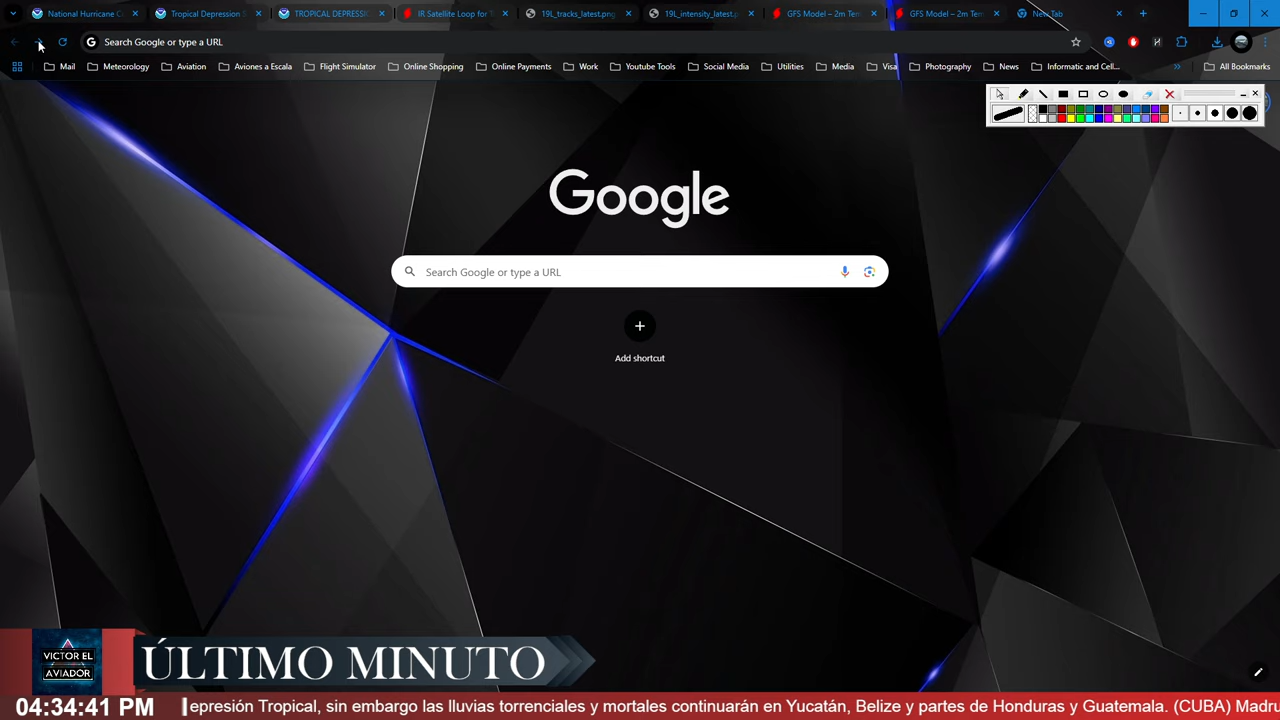 National Hurricane C
Tropical Depression
TROPICAL DEPRESSI
IR Satellite Loop for
19L_tracks_latest.png
19L_intensity_latest.p
GFS Model – 2m Tem
GFS Model – 2m Tem
New Tab
Search Google or type a URL
Mail
Meteorology
Aviation
Aviones a Escala
Flight Simulator
Online Shopping
Online Payments
Work
Youtube Tools
Social Media
Utilities
Media
Visa
Photography
News
Informatic and Cell...
All Bookmarks
Google
Search Google or type a URL
Add shortcut
VICTOR EL
AVIADOR
ÚLTIMO MINUTO
04:34:41 PM
epresión Tropical, sin embargo las lluvias torrenciales y mortales continuarán en Yucatán, Belize y partes de Honduras y Guatemala. (CUBA) Madru